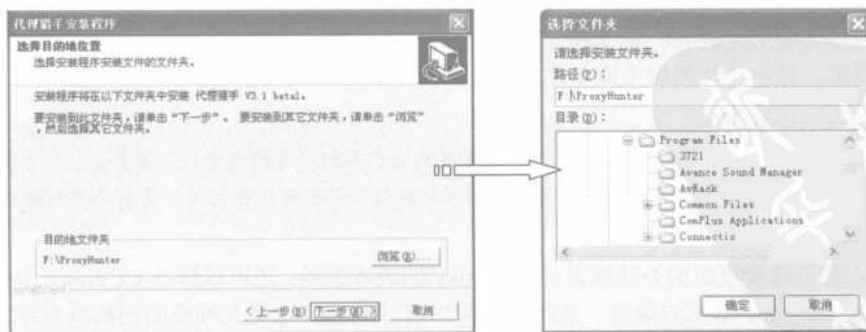 代理猎手安装程序
选择目的地位置
选择安装程序安装文件的文件夹。
安装程序将在以下文件夹中安装 代理猎手 V3.1 beta1。
要安装到此文件夹，请单击“下一步”。 要安装到其它文件夹，请单击“浏览”
，然后选择其它文件夹。
目的地文件夹
F:\ProxyHunter
浏览(R)...
<上一步(B)
下一步(N)>
取消
选择文件夹
请选择安装文件夹。
路径(P)：
F:\ProxyHunter
目录(D)：
Program Files
3721
Avance Sound Manager
AvRack
Common Files
ComPlus Applications
Connectix
确定
取消